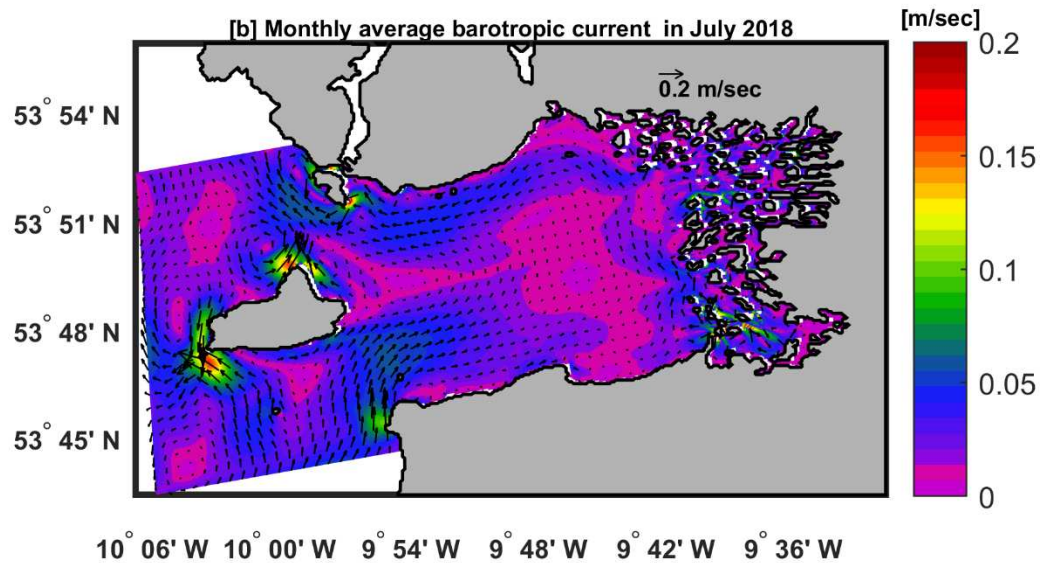 [b] Monthly average barotropic current in July 2018
[m/sec]
0.2 m/sec
53° 54' N
53° 51' N
53° 48' N
53° 45' N
10° 06' W 10° 00' W 9° 54' W 9° 48' W 9° 42' W 9° 36' W
0.2
0.15
0.1
0.05
0